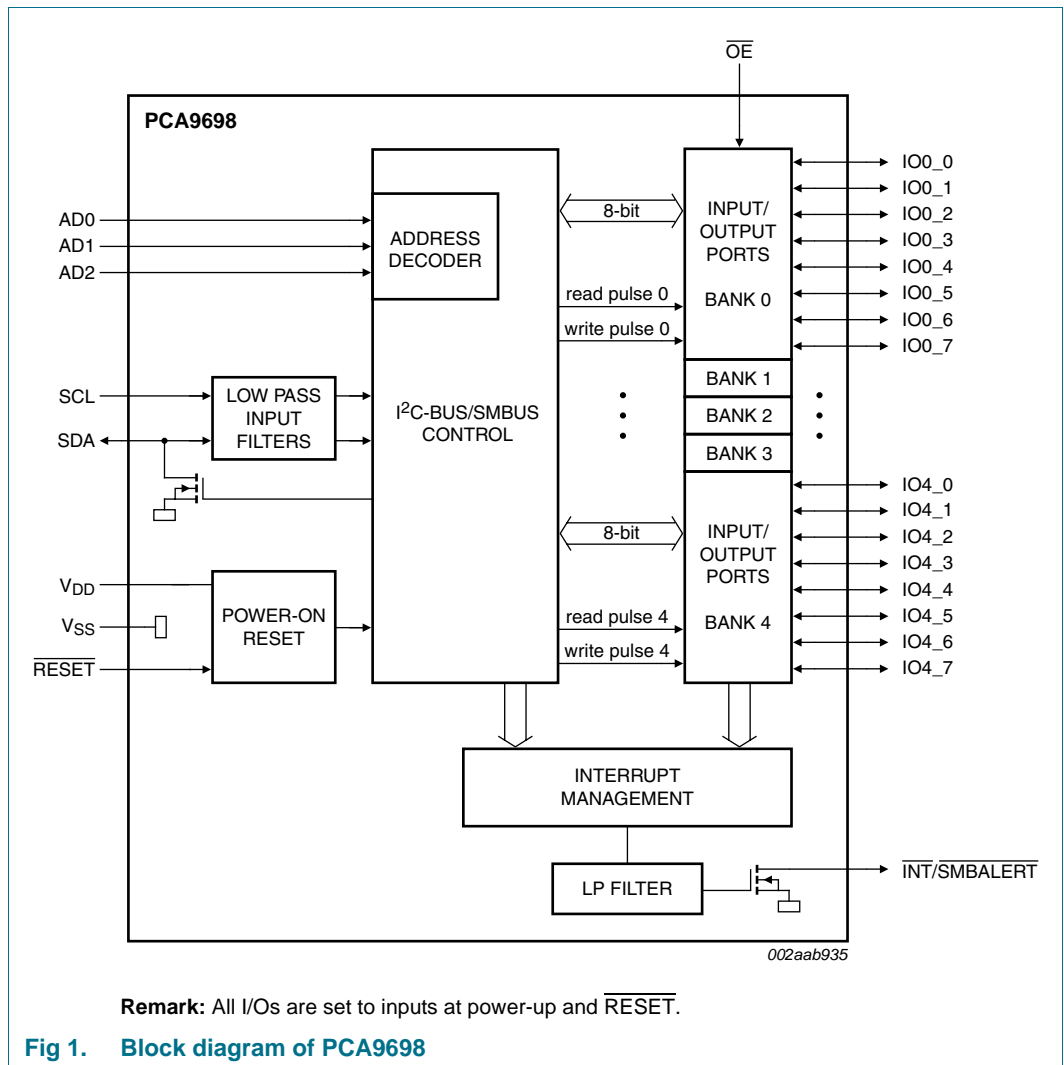 OE
PCA9698
AD0
AD1
AD2
ADDRESS
DECODER
SCL
SDA
LOW PASS
INPUT
FILTERS
I²C-BUS/SMBUS
CONTROL
VDD
VSS
RESET
POWER-ON
RESET
8-bit
read pulse 0
write pulse 0
INPUT/
OUTPUT
PORTS
BANK 0
BANK 1
BANK 2
BANK 3
8-bit
read pulse 4
write pulse 4
INPUT/
OUTPUT
PORTS
BANK 4
IO0_0
IO0_1
IO0_2
IO0_3
IO0_4
IO0_5
IO0_6
IO0_7
IO4_0
IO4_1
IO4_2
IO4_3
IO4_4
IO4_5
IO4_6
IO4_7
INTERRUPT
MANAGEMENT
LP FILTER
INT/SMBALERT
002aab935
Remark: All I/Os are set to inputs at power-up and RESET.
Fig 1. Block diagram of PCA9698